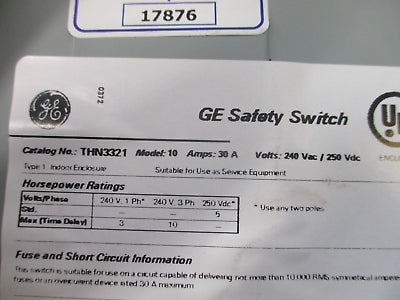 17876
GE
0312
GE Safety Switch
UL
ENCLO
Catalog No.: THN3321 Model: 10 Amps: 30 A Volts: 240 Vac / 250 Vdc
Type 1 Indoor Enclosure Suitable for Use as Service Equipment
Horsepower Ratings
Volts/Phase 240 V, 1 Ph* 240 V, 3 Ph 250 Vdc*
Std. - - 5
Max (Time Delay) 3 10 -
* Use any two poles
Fuse and Short Circuit Information
This switch is suitable for use on a circuit capable of delivering not more than 10,000 RMS symmetrical amperes
fuses or an overcurrent device rated 30 A maximum